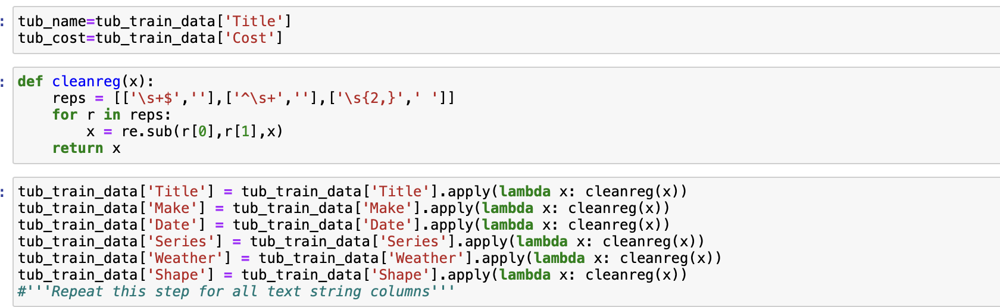 : tub_name=tub_train_data['Title']
tub_cost=tub_train_data['Cost']
: def cleanreg(x):
    reps = [['\s+$',''],['^\s+',''],['\s{2,}',' ']]
    for r in reps:
        x = re.sub(r[0],r[1],x)
    return x
: tub_train_data['Title'] = tub_train_data['Title'].apply(lambda x: cleanreg(x))
tub_train_data['Make'] = tub_train_data['Make'].apply(lambda x: cleanreg(x))
tub_train_data['Date'] = tub_train_data['Date'].apply(lambda x: cleanreg(x))
tub_train_data['Series'] = tub_train_data['Series'].apply(lambda x: cleanreg(x))
tub_train_data['Weather'] = tub_train_data['Weather'].apply(lambda x: cleanreg(x))
tub_train_data['Shape'] = tub_train_data['Shape'].apply(lambda x: cleanreg(x))
#'''Repeat this step for all text string columns'''